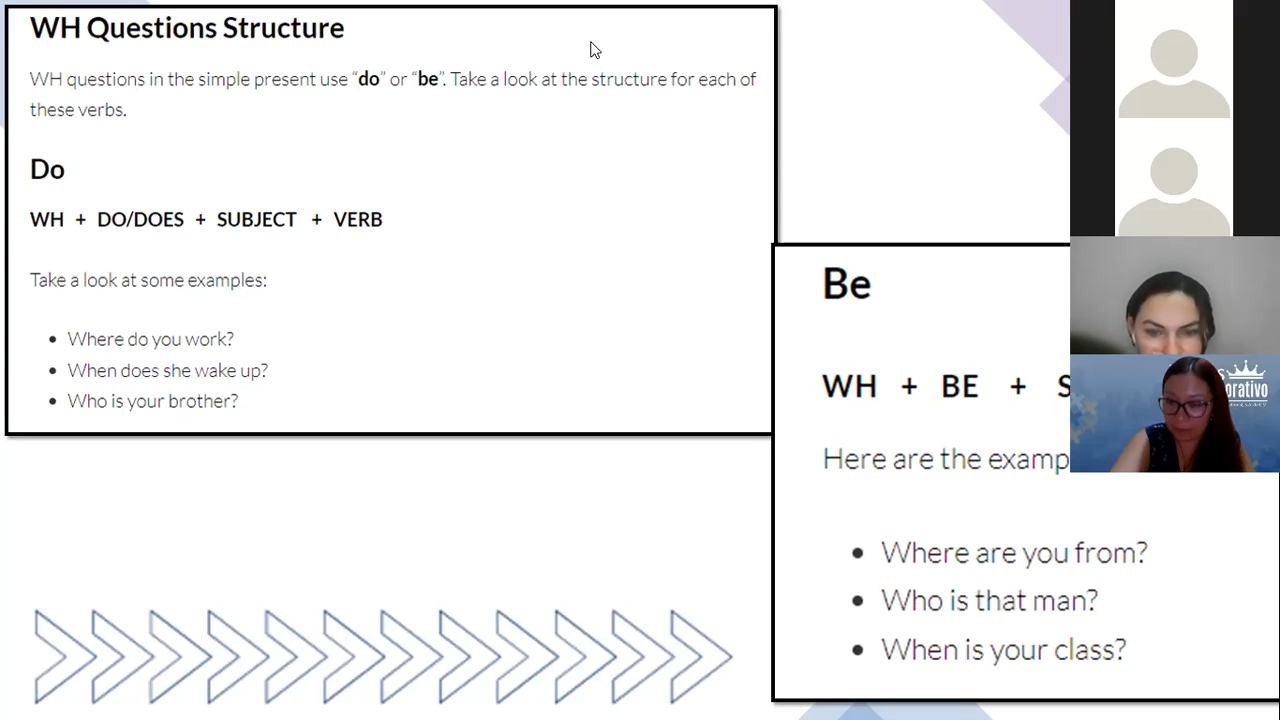 WH Questions Structure
WH questions in the simple present use “do” or “be”. Take a look at the structure for each of
these verbs.
Do
WH + DO/DOES + SUBJECT + VERB
Take a look at some examples:
• Where do you work?
• When does she wake up?
• Who is your brother?
Be
WH + BE + S
Here are the examp
• Where are you from?
• Who is that man?
• When is your class?